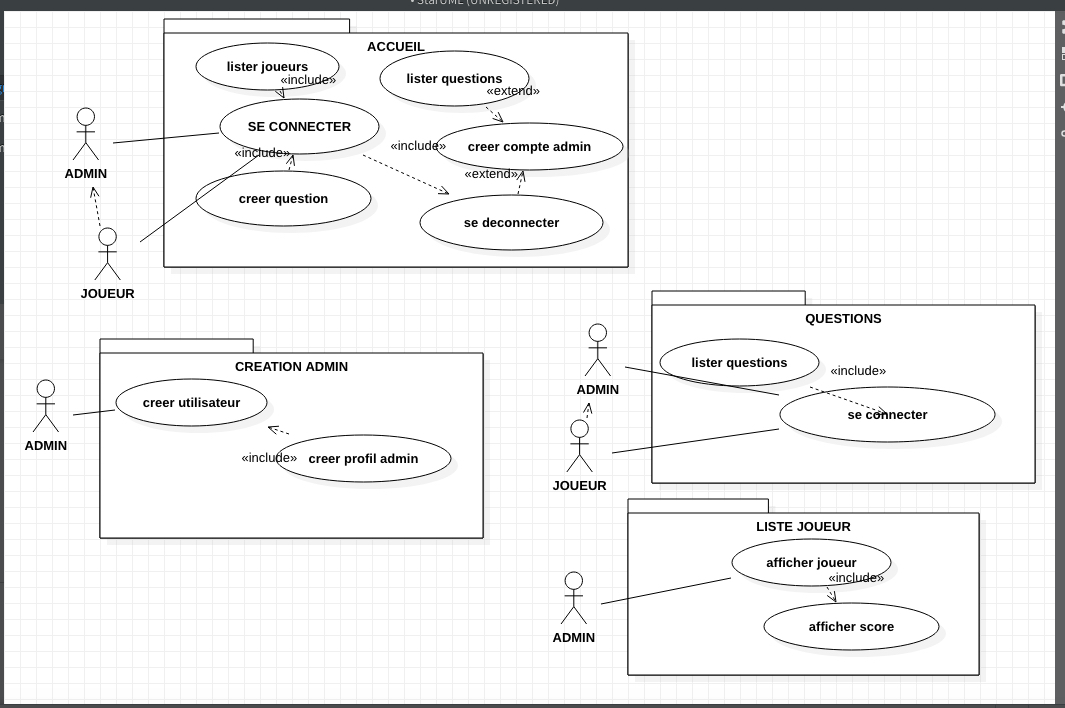 • StarUML (UNREGISTERED)
ACCUEIL
lister joueurs
«include»
lister questions
«extend»
SE CONNECTER
ADMIN
«include»
«include»
creer compte admin
«extend»
creer question
se deconnecter
JOUEUR
QUESTIONS
ADMIN
lister questions
«include»
se connecter
JOUEUR
CREATION ADMIN
ADMIN
creer utilisateur
«include»
creer profil admin
LISTE JOUEUR
ADMIN
afficher joueur
«include»
afficher score